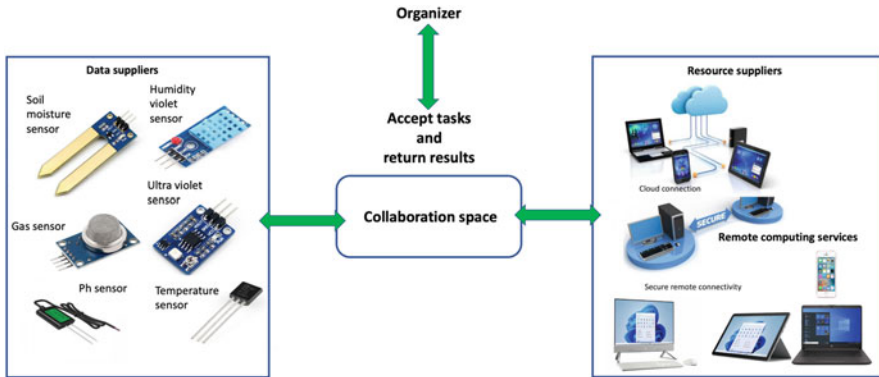 Organizer
Accept tasks
and
return results
Collaboration space
Data suppliers
Soil
moisture
sensor
Humidity
violet
sensor
Ultra violet
sensor
Gas sensor
Ph sensor
Temperature
sensor
Resource suppliers
Cloud connection
SECURE
Remote computing services
Secure remote connectivity